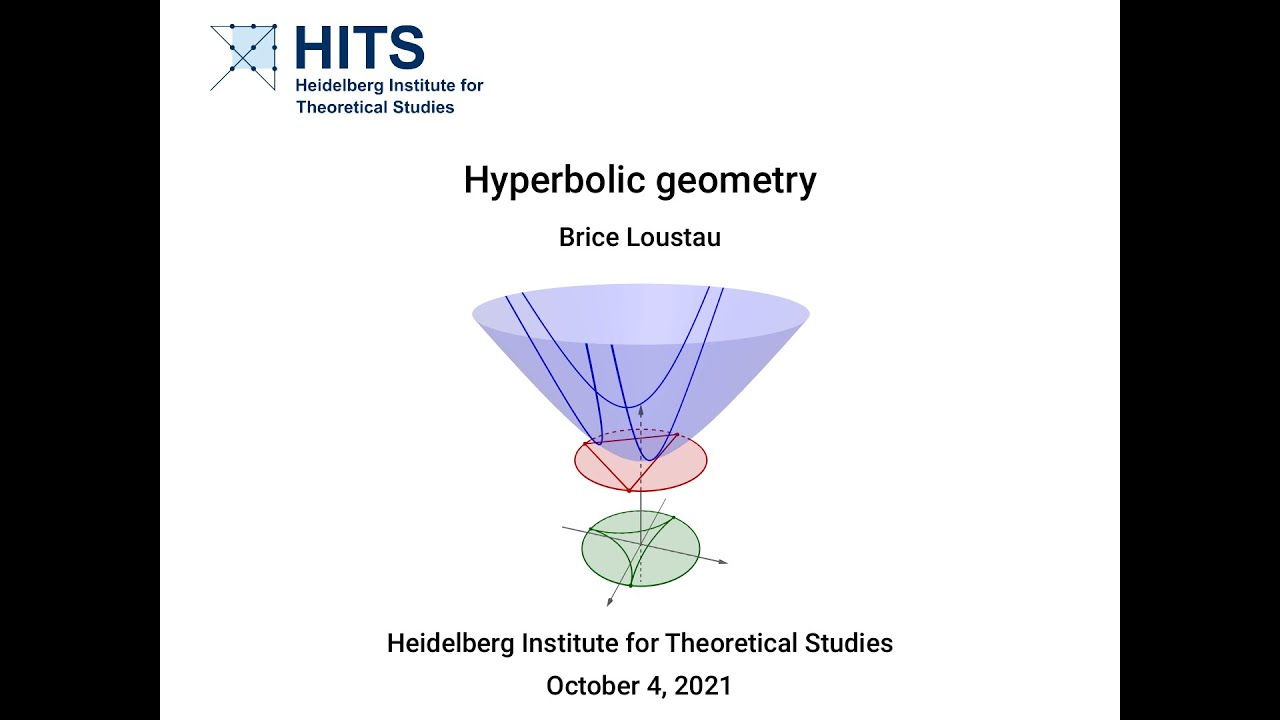 HITS
Heidelberg Institute for
Theoretical Studies
Hyperbolic geometry
Brice Loustau
Heidelberg Institute for Theoretical Studies
October 4, 2021